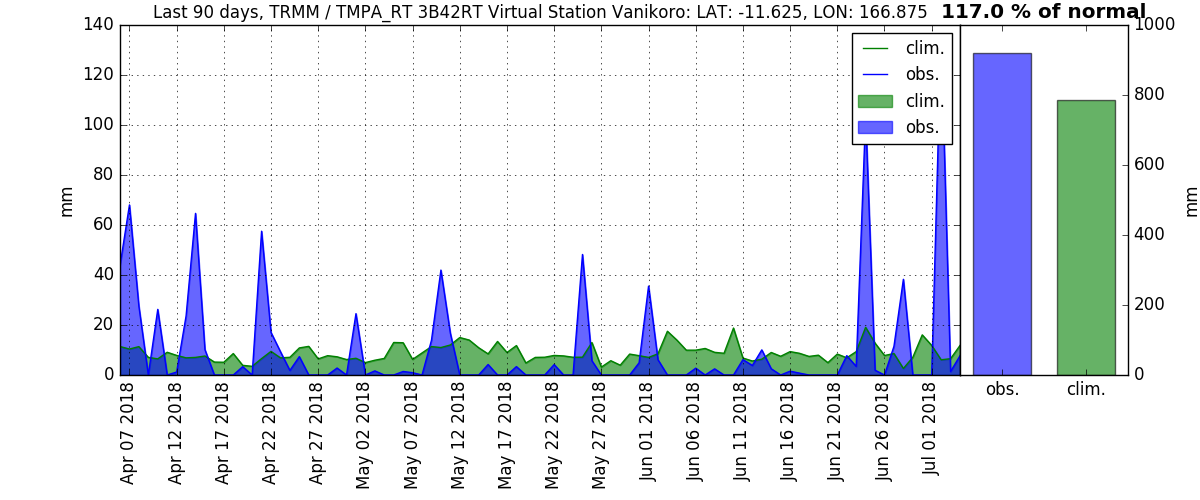 Last 90 days, TRMM / TMPA_RT 3B42RT Virtual Station Vanikoro: LAT: -11.625, LON: 166.875 117.0 % of normal
140
120
100
80
60
40
20
0
mm
clim.
obs.
clim.
obs.
Apr 07 2018
Apr 12 2018
Apr 17 2018
Apr 22 2018
Apr 27 2018
May 02 2018
May 07 2018
May 12 2018
May 17 2018
May 22 2018
May 27 2018
Jun 01 2018
Jun 06 2018
Jun 11 2018
Jun 16 2018
Jun 21 2018
Jun 26 2018
Jul 01 2018
1000
800
600
400
200
0
mm
obs.
clim.